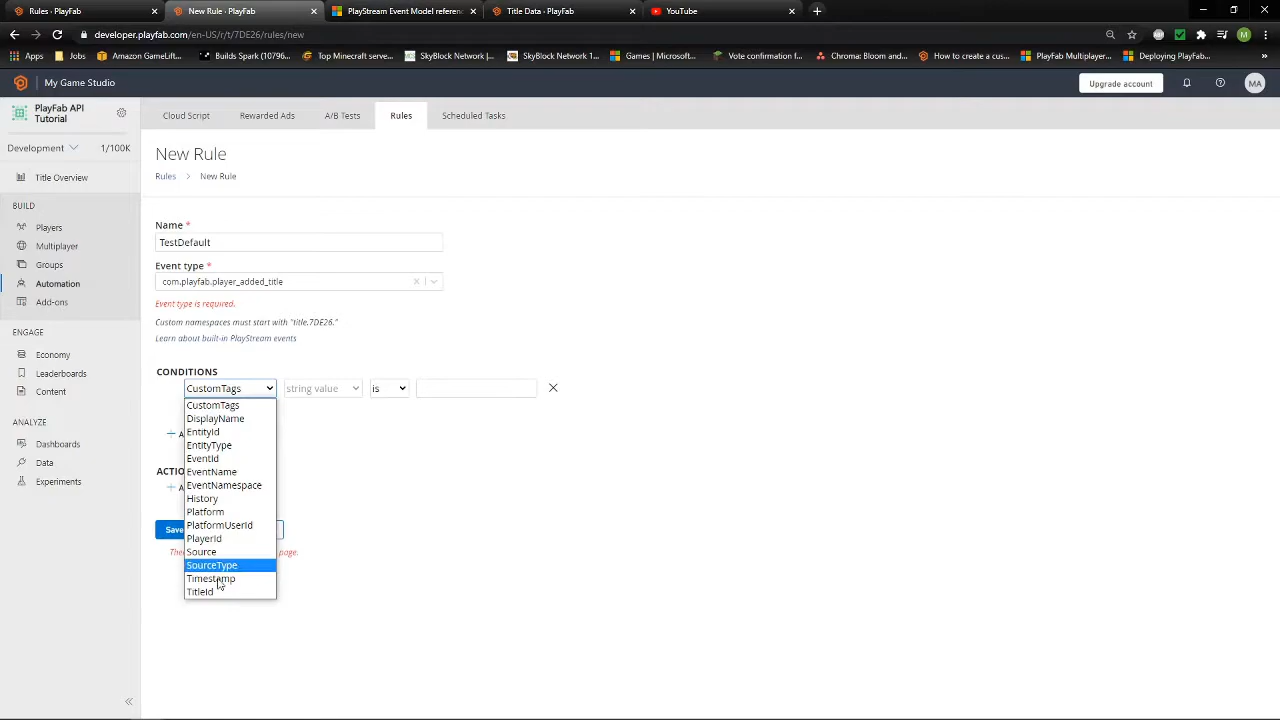 Rules - PlayFab
New Rule - PlayFab
PlayStream Event Model referenc
Title Data - PlayFab
YouTube
developer.playfab.com/en-US/r/t/7DE26/rules/new
M
Apps
Jobs
Amazon GameLift...
Builds Spark (10796...
Top Minecraft serve...
SkyBlock Network...
SkyBlock Network 1...
Games | Microsoft...
Vote confirmation f...
Chroma: Bloom and...
How to create a cus...
PlayFab Multiplayer...
Deploying PlayFab...
»
My Game Studio
Upgrade account
MA
PlayFab API
Tutorial
Development
1/100K
Title Overview
BUILD
Players
Multiplayer
Groups
Automation
Add-ons
ENGAGE
Economy
Leaderboards
Content
ANALYZE
Dashboards
Data
Experiments
Cloud Script
Rewarded Ads
A/B Tests
Rules
Scheduled Tasks
New Rule
Rules > New Rule
Name *
TestDefault
Event type *
com.playfab.player_added_title
Event type is required.
Custom namespaces must start with "title.7DE26."
Learn about built-in PlayStream events
CONDITIONS
CustomTags
string value
is
CustomTags
DisplayName
EntityId
EntityType
EventId
EventName
EventNamespace
History
Platform
PlatformUserId
PlayerId
Source
SourceType
Timestamp
TitleId
+ A
ACTIO
+ A
Save
page.